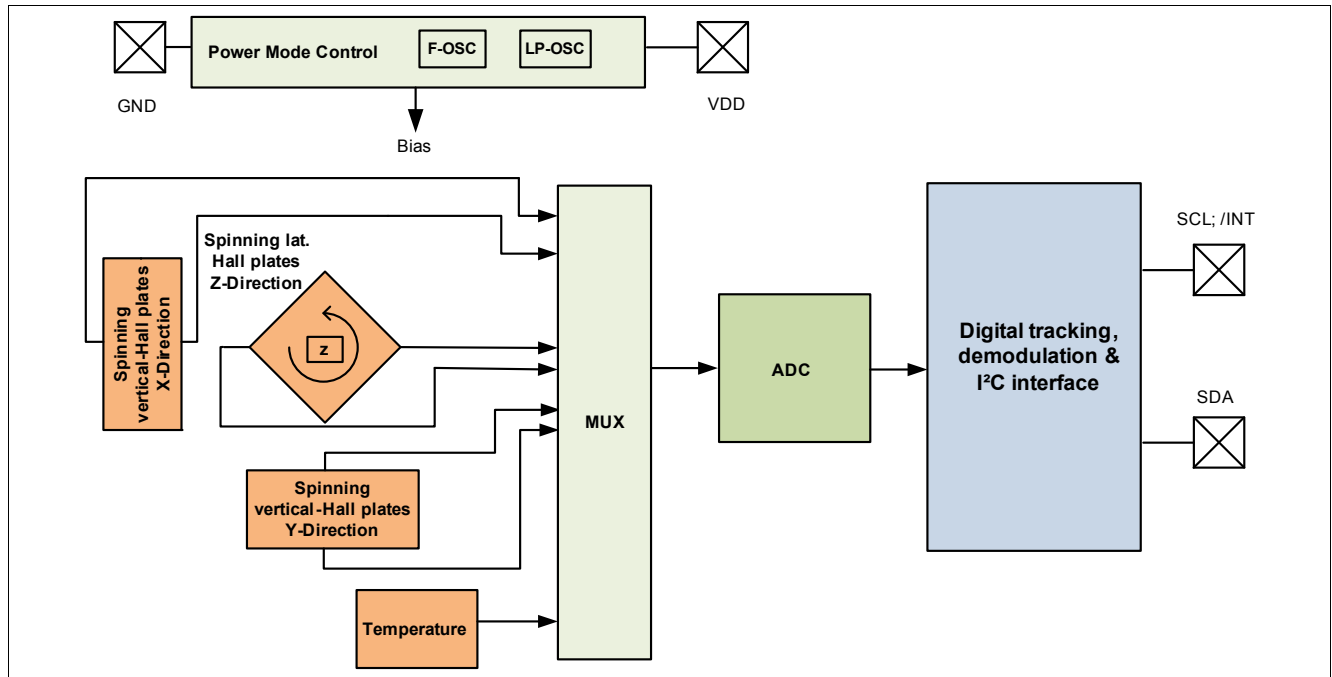 Power Mode Control
F-OSC
LP-OSC
GND
VDD
Bias
Spinning lat.
Hall plates
Z-Direction
Spinning
vertical-Hall plates
X-Direction
z
MUX
ADC
Digital tracking,
demodulation &
I²C interface
SCL; /INT
SDA
Spinning
vertical-Hall plates
Y-Direction
Temperature